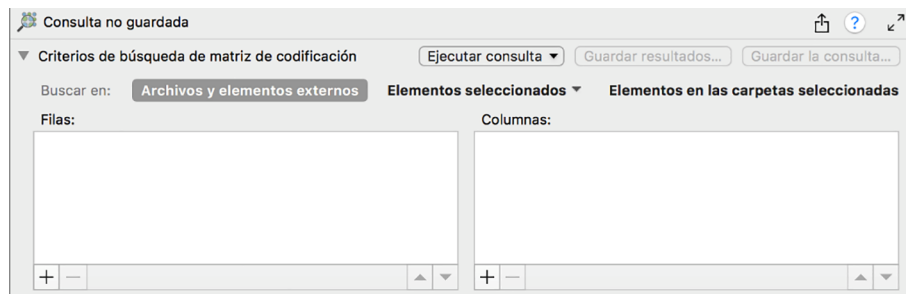 Consulta no guardada ?
Criterios de búsqueda de matriz de codificación Ejecutar consulta Guardar resultados... Guardar la consulta...
Buscar en: Archivos y elementos externos Elementos seleccionados Elementos en las carpetas seleccionadas
Filas: Columnas: